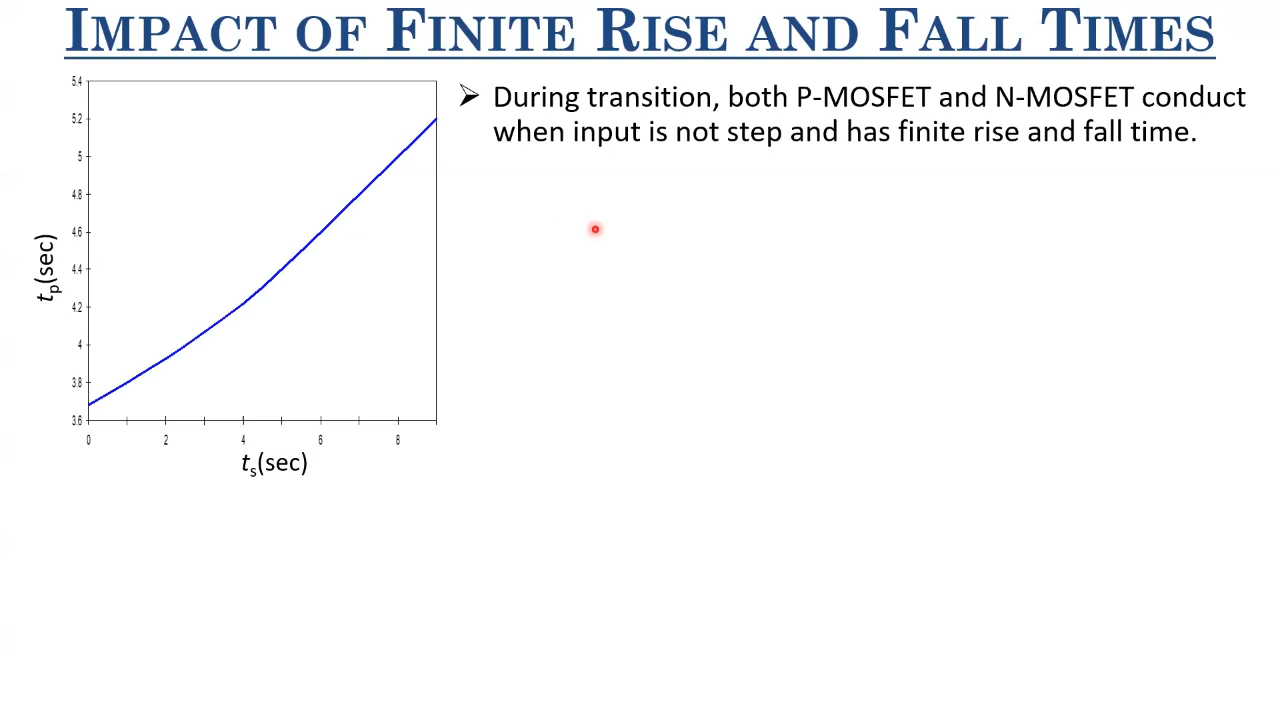 IMPACT OF FINITE RISE AND FALL TIMES
5.4
5.2
5
4.8
4.6
4.4
4.2
4
3.8
3.6
tp(sec)
0 2 4 6 8
ts(sec)
➢ During transition, both P-MOSFET and N-MOSFET conduct
when input is not step and has finite rise and fall time.